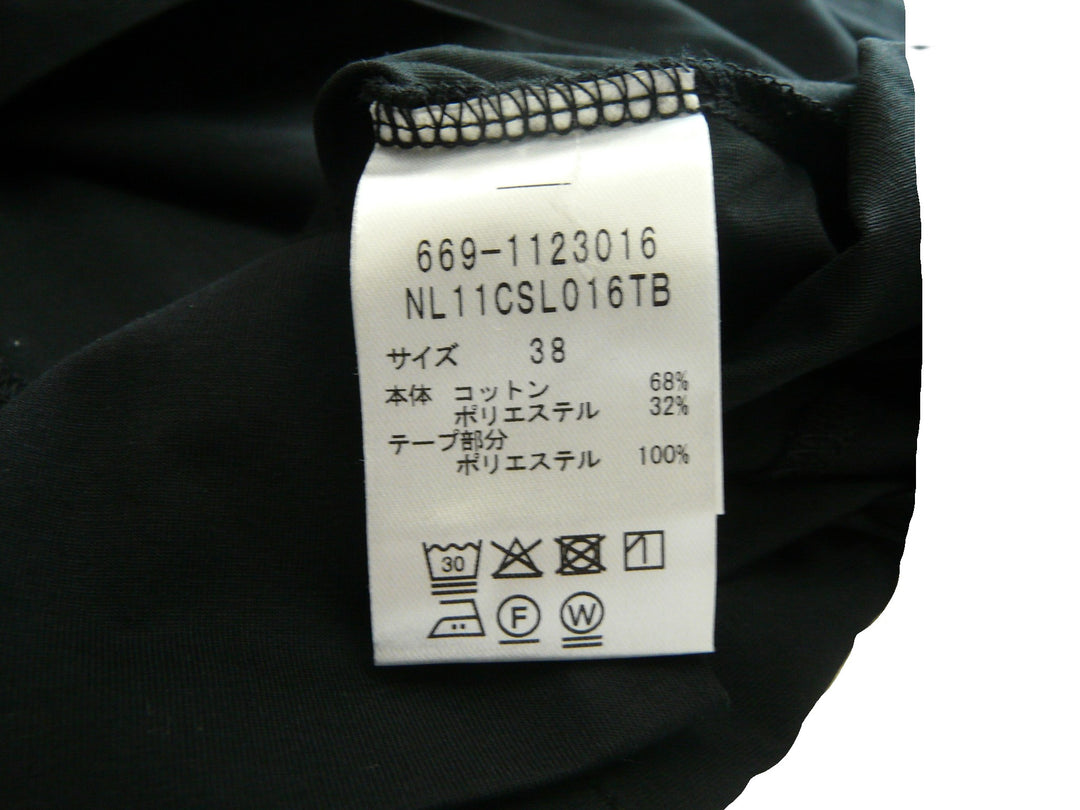 669-1123016
NL11CSL016TB
サイズ 38
本体 コットン 68%
ポリエステル 32%
テープ部分
ポリエステル 100%
30
F W